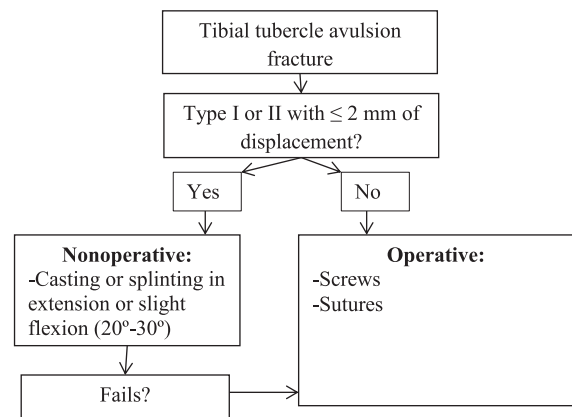 Tibial tubercle avulsion
fracture
Type I or II with ≤ 2 mm of
displacement?
Yes
No
Nonoperative:
-Casting or splinting in
extension or slight
flexion (20º-30º)
Operative:
-Screws
-Sutures
Fails?